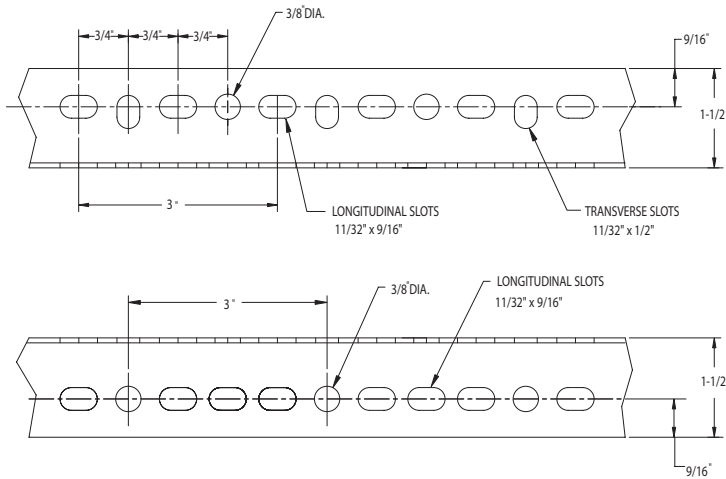 3/8"DIA.
3/4" 3/4" 3/4"
9/16"
1-1/2
3 "
LONGITUDINAL SLOTS
11/32" x 9/16"
TRANSVERSE SLOTS
11/32" x 1/2"
3 "
3/8"DIA.
LONGITUDINAL SLOTS
11/32" x 9/16"
1-1/2
9/16"